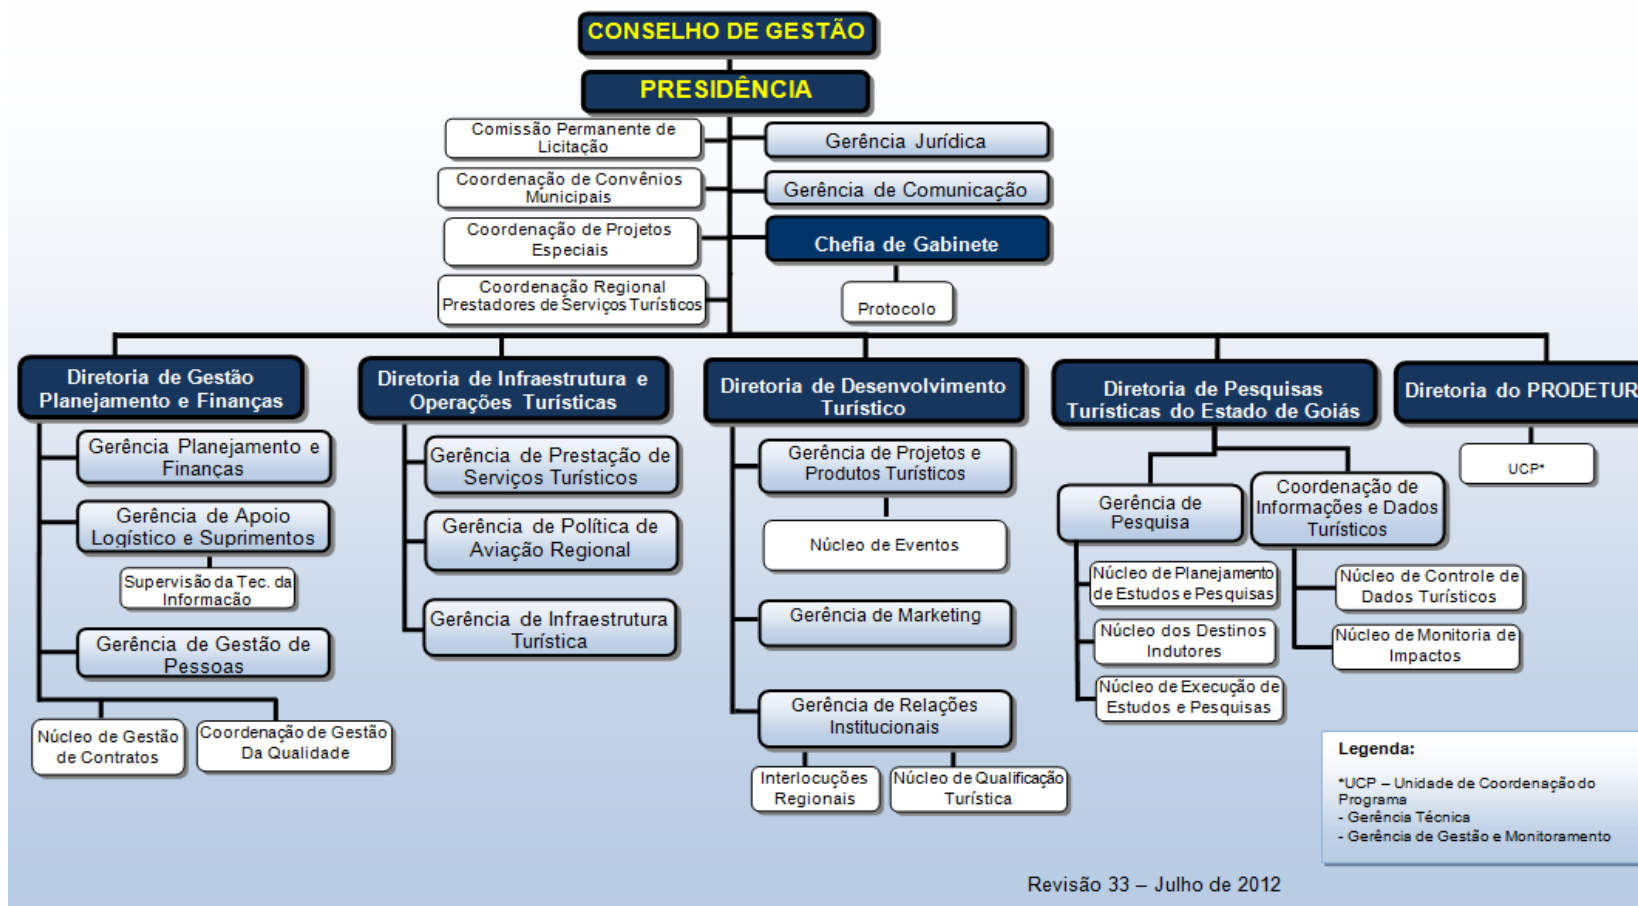 CONSELHO DE GESTÃO
PRESIDÊNCIA
Comissão Permanente de
Licitação
Gerência Jurídica
Coordenação de Convênios
Municipais
Gerência de Comunicação
Coordenação de Projetos
Especiais
Chefia de Gabinete
Coordenação Regional
Prestadores de Serviços Turísticos
Protocolo
Diretoria de Gestão
Planejamento e Finanças
Gerência Planejamento e
Finanças
Gerência de Apoio
Logístico e Suprimentos
Supervisão da Tec. da
Informacão
Gerência de Gestão de
Pessoas
Núcleo de Gestão
de Contratos
Coordenação de Gestão
Da Qualidade
Diretoria de Infraestrutura e
Operações Turísticas
Gerência de Prestação de
Serviços Turísticos
Gerência de Política de
Aviação Regional
Gerência de Infraestrutura
Turística
Diretoria de Desenvolvimento
Turístico
Gerência de Projetos e
Produtos Turísticos
Núcleo de Eventos
Gerência de Marketing
Gerência de Relações
Institucionais
Interlocuções
Regionais
Núcleo de Qualificação
Turística
Diretoria de Pesquisas
Turísticas do Estado de Goiás
Gerência de
Pesquisa
Núcleo de Planejamento
de Estudos e Pesquisas
Núcleo dos Destinos
Indutores
Núcleo de Execução de
Estudos e Pesquisas
Coordenação de
Informações e Dados
Turísticos
Núcleo de Controle de
Dados Turísticos
Núcleo de Monitoria de
Impactos
Diretoria do PRODETUR
UCP*
Legenda:
*UCP – Unidade de Coordenação do
Programa
- Gerência Técnica
- Gerência de Gestão e Monitoramento
Revisão 33 – Julho de 2012